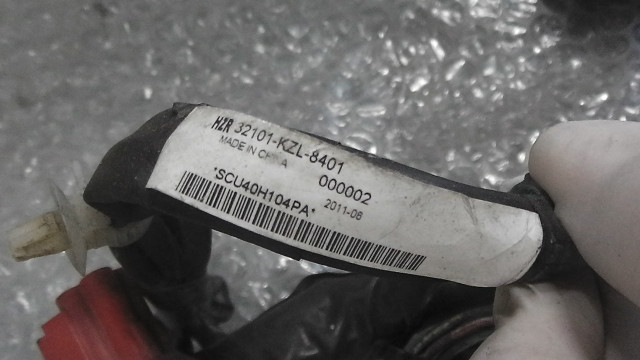 HZR 32101-KZL-8401
MADE IN CHINA
000002
*SCU40H104PA*
2011-08